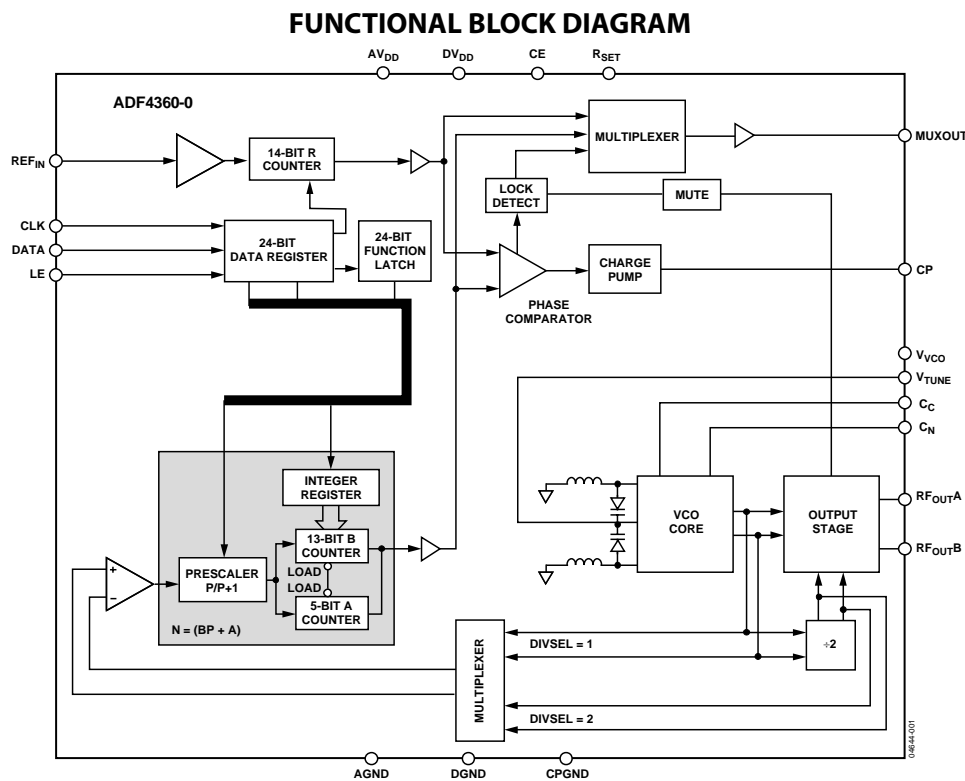 FUNCTIONAL BLOCK DIAGRAM
AVDD
DVDD
CE
RSET
ADF4360-0
REFIN
14-BIT R
COUNTER
MULTIPLEXER
MUXOUT
LOCK
DETECT
MUTE
CLK
DATA
LE
24-BIT
DATA REGISTER
24-BIT
FUNCTION
LATCH
PHASE
COMPARATOR
CHARGE
PUMP
CP
VVCO
VTUNE
CC
CN
INTEGER
REGISTER
13-BIT B
COUNTER
LOAD
LOAD
5-BIT A
COUNTER
PRESCALER
P/P+1
+
−
N = (BP + A)
VCO
CORE
OUTPUT
STAGE
RFOUTA
RFOUTB
MULTIPLEXER
DIVSEL = 1
DIVSEL = 2
÷2
AGND
DGND
CPGND
04644-001